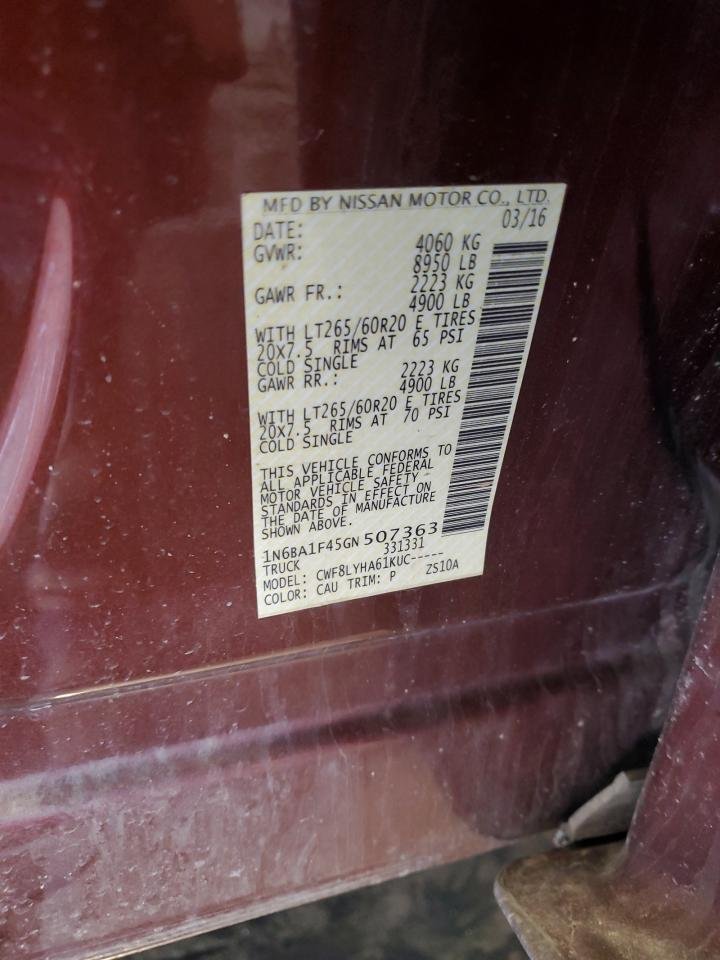 MFD BY NISSAN MOTOR CO., LTD.
DATE: 03/16
GVWR: 4060 KG
8950 LB
GAWR FR.: 2223 KG
4900 LB
WITH LT265/60R20 E TIRES
20X7.5 RIMS AT 65 PSI
COLD SINGLE
GAWR RR.: 2223 KG
4900 LB
WITH LT265/60R20 E TIRES
20X7.5 RIMS AT 70 PSI
COLD SINGLE
THIS VEHICLE CONFORMS TO
ALL APPLICABLE FEDERAL
MOTOR VEHICLE SAFETY
STANDARDS IN EFFECT ON
THE DATE OF MANUFACTURE
SHOWN ABOVE.
1N6BA1F45GN507363
TRUCK 331331
MODEL: CWF8LYHA61KUC-----
COLOR: CAU TRIM: P ZS10A